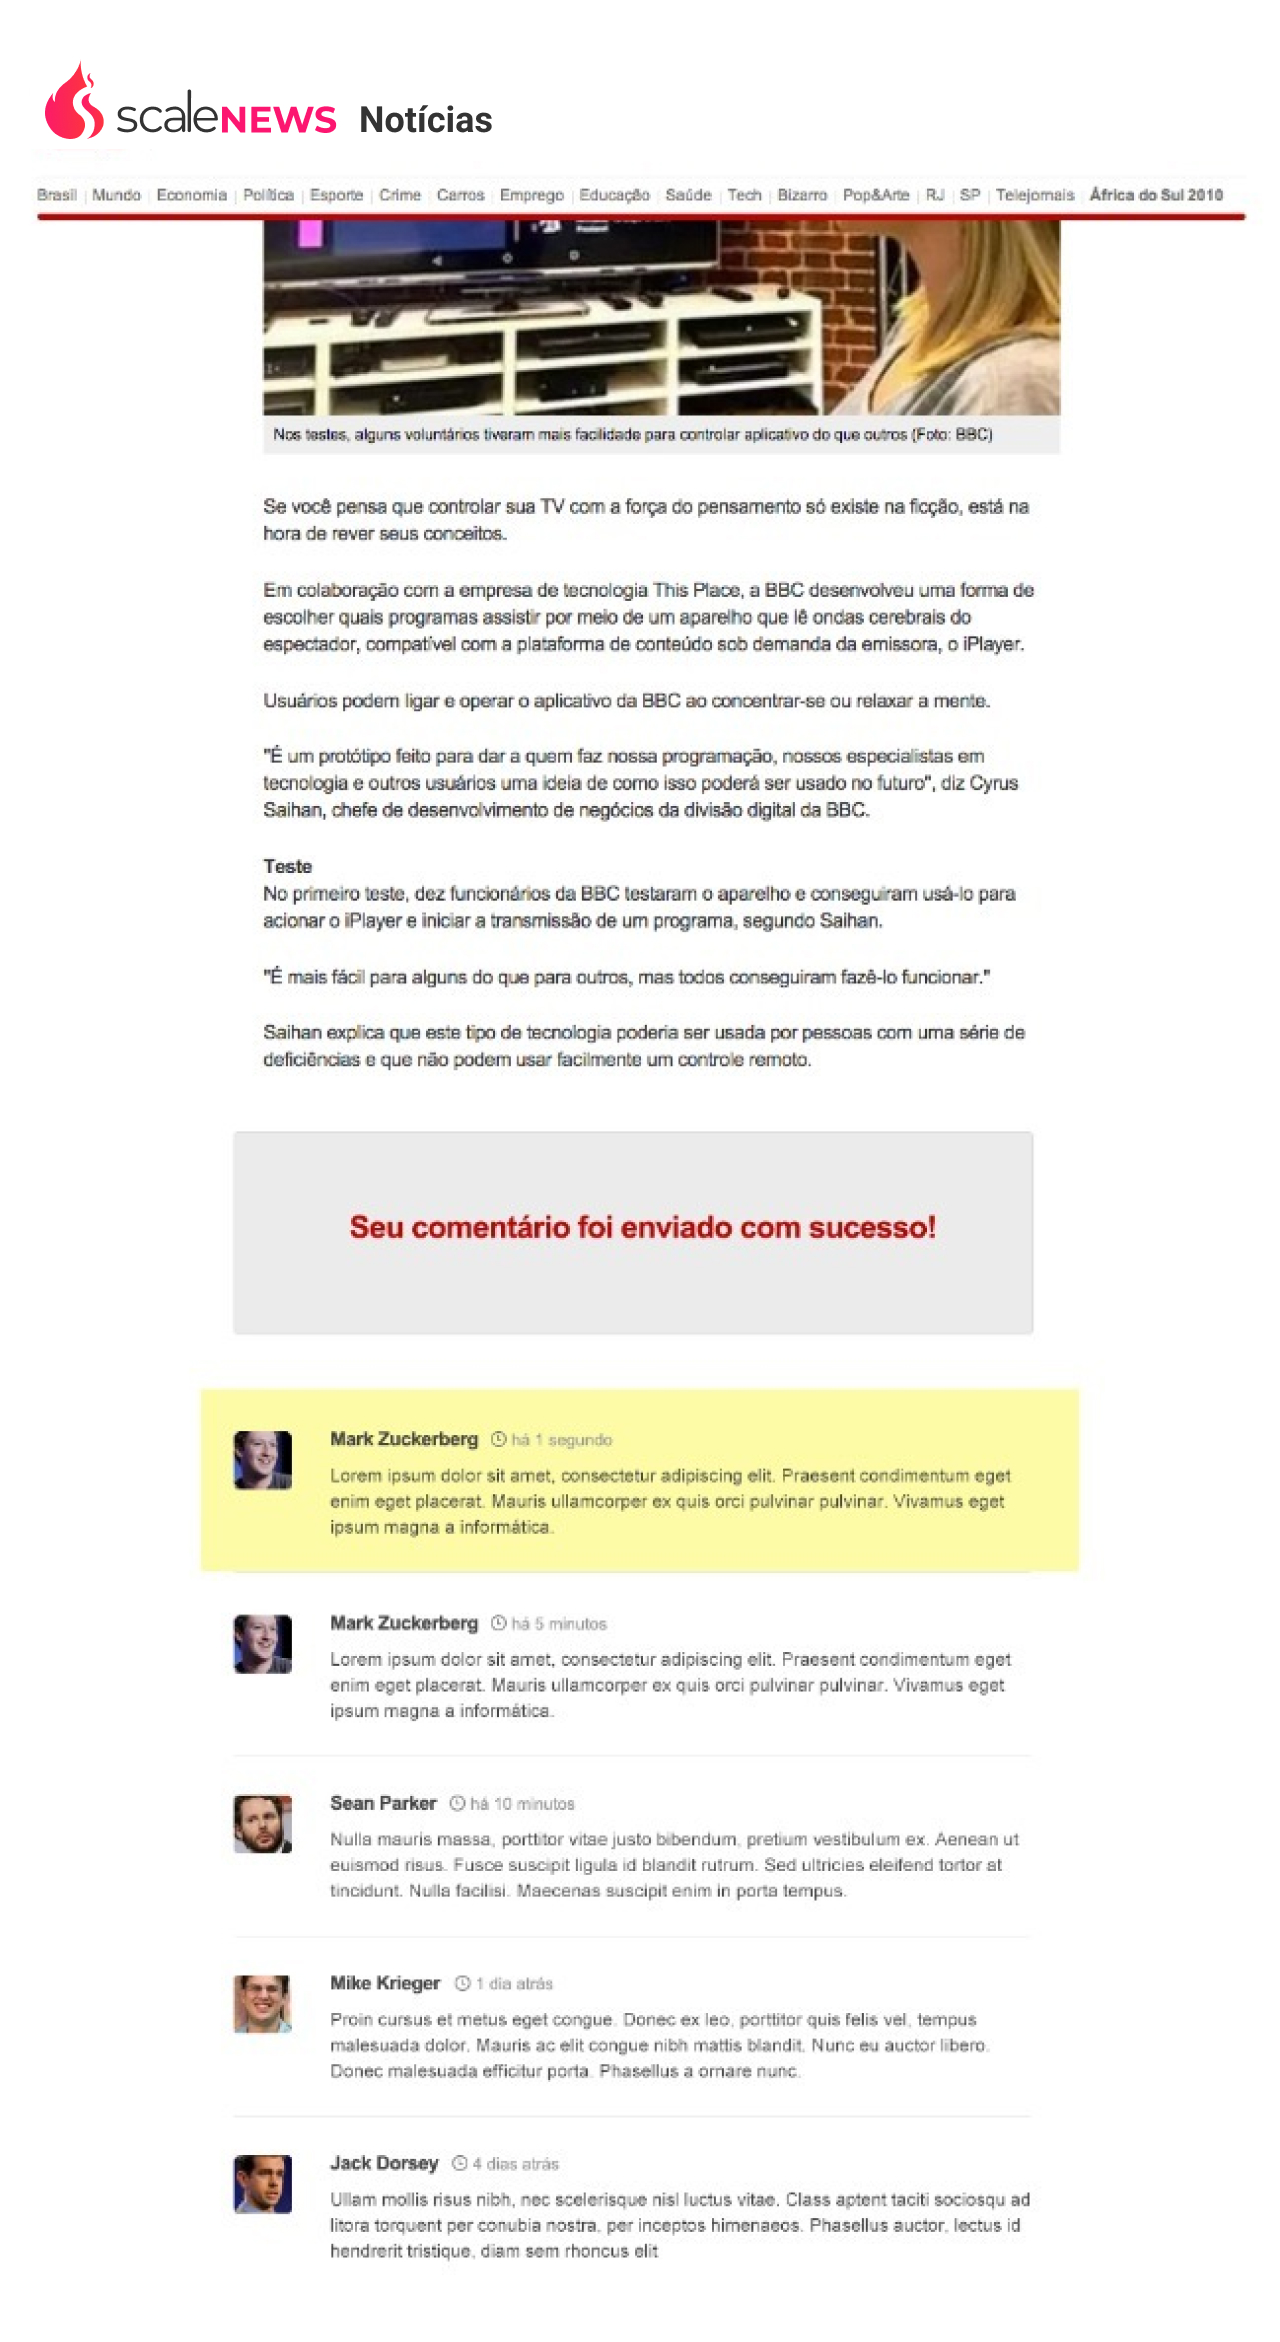 scaleNEWS Notícias
Brasil | Mundo | Economia | Política | Esporte | Crime | Carros | Emprego | Educação | Saúde | Tech | Bizarro | Pop&Arte | RJ | SP | Telejornais | África do Sul 2010
Nos testes, alguns voluntários tiveram mais facilidade para controlar aplicativo do que outros (Foto: BBC)
Se você pensa que controlar sua TV com a força do pensamento só existe na ficção, está na
hora de rever seus conceitos.
Em colaboração com a empresa de tecnologia This Place, a BBC desenvolveu uma forma de
escolher quais programas assistir por meio de um aparelho que lê ondas cerebrais do
espectador, compatível com a plataforma de conteúdo sob demanda da emissora, o iPlayer.
Usuários podem ligar e operar o aplicativo da BBC ao concentrar-se ou relaxar a mente.
"É um protótipo feito para dar a quem faz nossa programação, nossos especialistas em
tecnologia e outros usuários uma ideia de como isso poderá ser usado no futuro", diz Cyrus
Saihan, chefe de desenvolvimento de negócios da divisão digital da BBC.
Teste
No primeiro teste, dez funcionários da BBC testaram o aparelho e conseguiram usá-lo para
acionar o iPlayer e iniciar a transmissão de um programa, segundo Saihan.
"É mais fácil para alguns do que para outros, mas todos conseguiram fazê-lo funcionar."
Saihan explica que este tipo de tecnologia poderia ser usada por pessoas com uma série de
deficiências e que não podem usar facilmente um controle remoto.
Seu comentário foi enviado com sucesso!
Mark Zuckerberg há 1 segundo
Lorem ipsum dolor sit amet, consectetur adipiscing elit. Praesent condimentum eget
enim eget placerat. Mauris ullamcorper ex quis orci pulvinar pulvinar. Vivamus eget
ipsum magna a informática.
Mark Zuckerberg há 5 minutos
Lorem ipsum dolor sit amet, consectetur adipiscing elit. Praesent condimentum eget
enim eget placerat. Mauris ullamcorper ex quis orci pulvinar pulvinar. Vivamus eget
ipsum magna a informática.
Sean Parker há 10 minutos
Nulla mauris massa, porttitor vitae justo bibendum, pretium vestibulum ex. Aenean ut
euismod risus. Fusce suscipit ligula id blandit rutrum. Sed ultricies eleifend tortor at
tincidunt. Nulla facilisi. Maecenas suscipit enim in porta tempus.
Mike Krieger 1 dia atrás
Proin cursus et metus eget congue. Donec ex leo, porttitor quis felis vel, tempus
malesuada dolor. Mauris ac elit congue nibh mattis blandit. Nunc eu auctor libero.
Donec malesuada efficitur porta. Phasellus a ornare nunc.
Jack Dorsey 4 dias atrás
Ullam mollis risus nibh, nec scelerisque nisl luctus vitae. Class aptent taciti sociosqu ad
litora torquent per conubia nostra, per inceptos himenaeos. Phasellus auctor, lectus id
hendrerit tristique, diam sem rhoncus elit